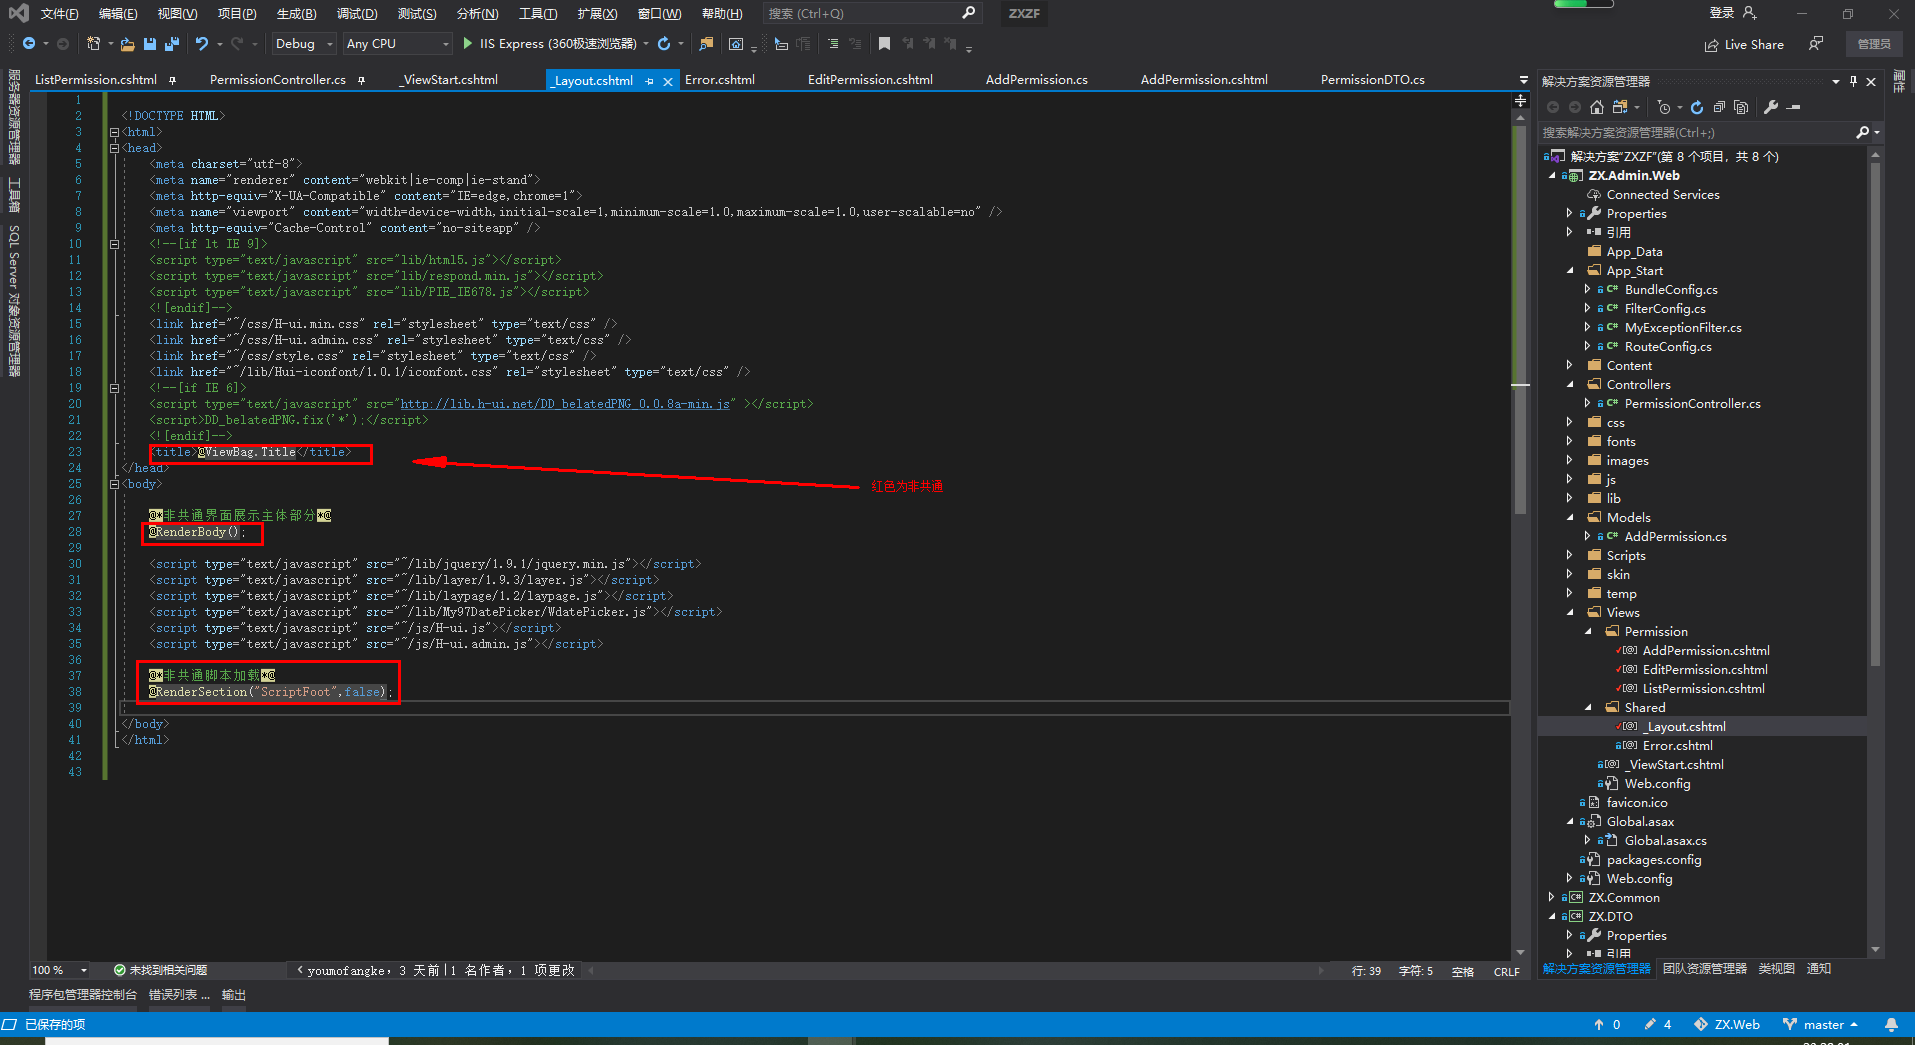 文件(F) 编辑(E) 视图(V) 项目(P) 生成(B) 调试(D) 测试(S) 分析(N) 工具(T) 扩展(X) 窗口(W) 帮助(H) 搜索 (Ctrl+Q) ZXZF 登录
Debug Any CPU IIS Express (360极速浏览器) Live Share 管理员
服务器资源管理器
工具箱
SQL Server 对象资源管理器
ListPermission.cshtml PermissionController.cs _ViewStart.cshtml _Layout.cshtml Error.cshtml EditPermission.cshtml AddPermission.cs AddPermission.cshtml PermissionDTO.cs
1
2 <!DOCTYPE HTML>
3 <html>
4 <head>
5 <meta charset="utf-8">
6 <meta name="renderer" content="webkit|ie-comp|ie-stand">
7 <meta http-equiv="X-UA-Compatible" content="IE=edge,chrome=1">
8 <meta name="viewport" content="width=device-width,initial-scale=1,minimum-scale=1.0,maximum-scale=1.0,user-scalable=no" />
9 <meta http-equiv="Cache-Control" content="no-siteapp" />
10 <!--[if lt IE 9]>
11 <script type="text/javascript" src="lib/html5.js"></script>
12 <script type="text/javascript" src="lib/respond.min.js"></script>
13 <script type="text/javascript" src="lib/PIE_IE678.js"></script>
14 <![endif]-->
15 <link href="~/css/H-ui.min.css" rel="stylesheet" type="text/css" />
16 <link href="~/css/H-ui.admin.css" rel="stylesheet" type="text/css" />
17 <link href="~/css/style.css" rel="stylesheet" type="text/css" />
18 <link href="~/lib/Hui-iconfont/1.0.1/iconfont.css" rel="stylesheet" type="text/css" />
19 <!--[if IE 6]>
20 <script type="text/javascript" src="http://lib.h-ui.net/DD_belatedPNG_0.0.8a-min.js" ></script>
21 <script>DD_belatedPNG.fix('*');</script>
22 <![endif]-->
23 <title>@ViewBag.Title</title>
24 </head>
25 <body>
红色为非共通
26
27 @*非共通界面展示主体部分*@
28 @RenderBody();
29
30 <script type="text/javascript" src="~/lib/jquery/1.9.1/jquery.min.js"></script>
31 <script type="text/javascript" src="~/lib/layer/1.9.3/layer.js"></script>
32 <script type="text/javascript" src="~/lib/laypage/1.2/laypage.js"></script>
33 <script type="text/javascript" src="~/lib/My97DatePicker/WdatePicker.js"></script>
34 <script type="text/javascript" src="~/js/H-ui.js"></script>
35 <script type="text/javascript" src="~/js/H-ui.admin.js"></script>
36
37 @*非共通脚本加载*@
38 @RenderSection("ScriptFoot",false);
39
40 </body>
41 </html>
42
43
100 % 未找到相关问题 youmofangke，3 天前|1 名作者，1 项更改 行: 39 字符: 5 空格 CRLF
程序包管理器控制台 错误列表 ... 输出
解决方案资源管理器
搜索解决方案资源管理器(Ctrl+;)
解决方案"ZXZF"(第 8 个项目，共 8 个)
ZX.Admin.Web
Connected Services
Properties
引用
App_Data
App_Start
BundleConfig.cs
FilterConfig.cs
MyExceptionFilter.cs
RouteConfig.cs
Content
Controllers
PermissionController.cs
css
fonts
images
js
lib
Models
AddPermission.cs
Scripts
skin
temp
Views
Permission
AddPermission.cshtml
EditPermission.cshtml
ListPermission.cshtml
Shared
_Layout.cshtml
Error.cshtml
_ViewStart.cshtml
Web.config
favicon.ico
Global.asax
Global.asax.cs
packages.config
Web.config
ZX.Common
ZX.DTO
Properties
引用
解决方案资源管理器 团队资源管理器 类视图 通知
属性
已保存的项 0 4 ZX.Web master